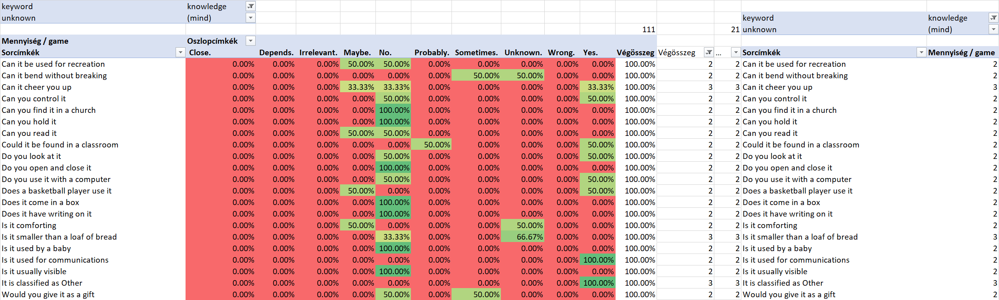 keyword knowledge
unknown (mind) keyword knowledge
111 21 unknown (mind)
Mennyiség / game Oszlopcímkék
Sorcímkék Close. Depends. Irrelevant. Maybe. No. Probably. Sometimes. Unknown. Wrong. Yes. Végösszeg Végösszeg ... Sorcímkék Mennyiség / game
Can it be used for recreation 0.00% 0.00% 0.00% 50.00% 50.00% 0.00% 0.00% 0.00% 0.00% 0.00% 100.00% 2 2 Can it be used for recreation 2
Can it bend without breaking 0.00% 0.00% 0.00% 0.00% 0.00% 0.00% 50.00% 50.00% 0.00% 0.00% 100.00% 2 2 Can it bend without breaking 2
Can it cheer you up 0.00% 0.00% 0.00% 33.33% 33.33% 0.00% 0.00% 0.00% 0.00% 33.33% 100.00% 3 3 Can it cheer you up 3
Can you control it 0.00% 0.00% 0.00% 0.00% 50.00% 0.00% 0.00% 0.00% 0.00% 50.00% 100.00% 2 2 Can you control it 2
Can you find it in a church 0.00% 0.00% 0.00% 0.00% 100.00% 0.00% 0.00% 0.00% 0.00% 0.00% 100.00% 2 2 Can you find it in a church 2
Can you hold it 0.00% 0.00% 0.00% 0.00% 100.00% 0.00% 0.00% 0.00% 0.00% 0.00% 100.00% 2 2 Can you hold it 2
Can you read it 0.00% 0.00% 0.00% 50.00% 50.00% 0.00% 0.00% 0.00% 0.00% 0.00% 100.00% 2 2 Can you read it 2
Could it be found in a classroom 0.00% 0.00% 0.00% 0.00% 0.00% 50.00% 0.00% 0.00% 0.00% 50.00% 100.00% 2 2 Could it be found in a classroom 2
Do you look at it 0.00% 0.00% 0.00% 0.00% 50.00% 0.00% 0.00% 0.00% 0.00% 50.00% 100.00% 2 2 Do you look at it 2
Do you open and close it 0.00% 0.00% 0.00% 0.00% 100.00% 0.00% 0.00% 0.00% 0.00% 0.00% 100.00% 2 2 Do you open and close it 2
Do you use it with a computer 0.00% 0.00% 0.00% 0.00% 50.00% 0.00% 0.00% 0.00% 0.00% 50.00% 100.00% 2 2 Do you use it with a computer 2
Does a basketball player use it 0.00% 0.00% 0.00% 50.00% 0.00% 0.00% 0.00% 0.00% 0.00% 50.00% 100.00% 2 2 Does a basketball player use it 2
Does it come in a box 0.00% 0.00% 0.00% 0.00% 100.00% 0.00% 0.00% 0.00% 0.00% 0.00% 100.00% 2 2 Does it come in a box 2
Does it have writing on it 0.00% 0.00% 0.00% 0.00% 100.00% 0.00% 0.00% 0.00% 0.00% 0.00% 100.00% 2 2 Does it have writing on it 2
Is it comforting 0.00% 0.00% 0.00% 50.00% 0.00% 0.00% 0.00% 50.00% 0.00% 0.00% 100.00% 2 2 Is it comforting 2
Is it smaller than a loaf of bread 0.00% 0.00% 0.00% 0.00% 33.33% 0.00% 0.00% 66.67% 0.00% 0.00% 100.00% 3 3 Is it smaller than a loaf of bread 3
Is it used by a baby 0.00% 0.00% 0.00% 0.00% 100.00% 0.00% 0.00% 0.00% 0.00% 0.00% 100.00% 2 2 Is it used by a baby 2
Is it used for communications 0.00% 0.00% 0.00% 0.00% 0.00% 0.00% 0.00% 0.00% 0.00% 100.00% 100.00% 2 2 Is it used for communications 2
Is it usually visible 0.00% 0.00% 0.00% 0.00% 100.00% 0.00% 0.00% 0.00% 0.00% 0.00% 100.00% 2 2 Is it usually visible 2
It is classified as Other 0.00% 0.00% 0.00% 0.00% 0.00% 0.00% 0.00% 0.00% 0.00% 100.00% 100.00% 3 3 It is classified as Other 3
Would you give it as a gift 0.00% 0.00% 0.00% 0.00% 50.00% 0.00% 50.00% 0.00% 0.00% 0.00% 100.00% 2 2 Would you give it as a gift 2